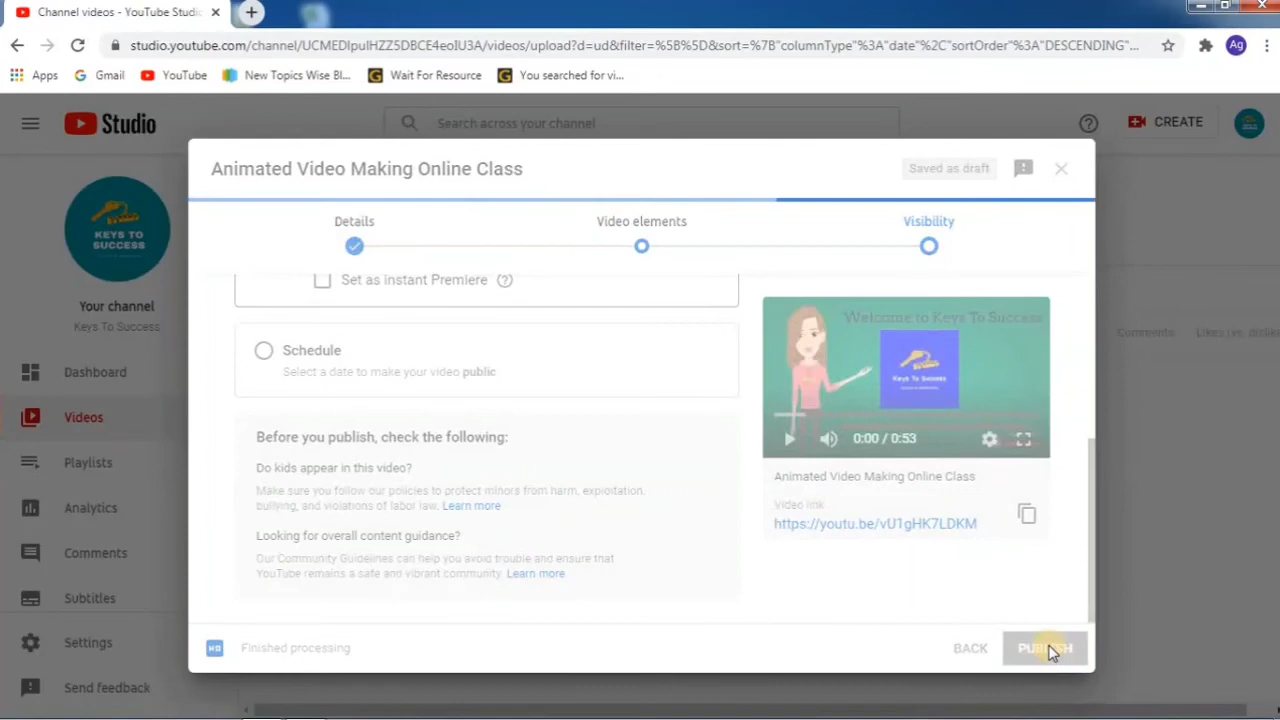 Channel videos - YouTube Studio
studio.youtube.com/channel/UCMEDIpuIHZZ5DBCE4eoIU3A/videos/upload?d=ud&filter=%5B%5D&sort=%7B"columnType"%3A"date"%2C"sortOrder"%3A"DESCENDING"...
Ag
Apps
Gmail
YouTube
New Topics Wise Bl...
Wait For Resource
You searched for vi...
Studio
Search across your channel
CREATE
KEYS TO
SUCCESS
Your channel
Keys To Success
Dashboard
Videos
Playlists
Analytics
Comments
Subtitles
Settings
Send feedback
Animated Video Making Online Class
Saved as draft
Details
Video elements
Visibility
Set as instant Premiere
Schedule
Select a date to make your video public
Before you publish, check the following:
Do kids appear in this video?
Make sure you follow our policies to protect minors from harm, exploitation,
bullying, and violations of labor law. Learn more
Looking for overall content guidance?
Our Community Guidelines can help you avoid trouble and ensure that
YouTube remains a safe and vibrant community. Learn more
Welcome to Keys To Success
Keys To Success
0:00 / 0:53
Animated Video Making Online Class
Video link
https://youtu.be/vU1gHK7LDKM
Comments
Likes (vs. dislike
HD
Finished processing
BACK
PUBLISH